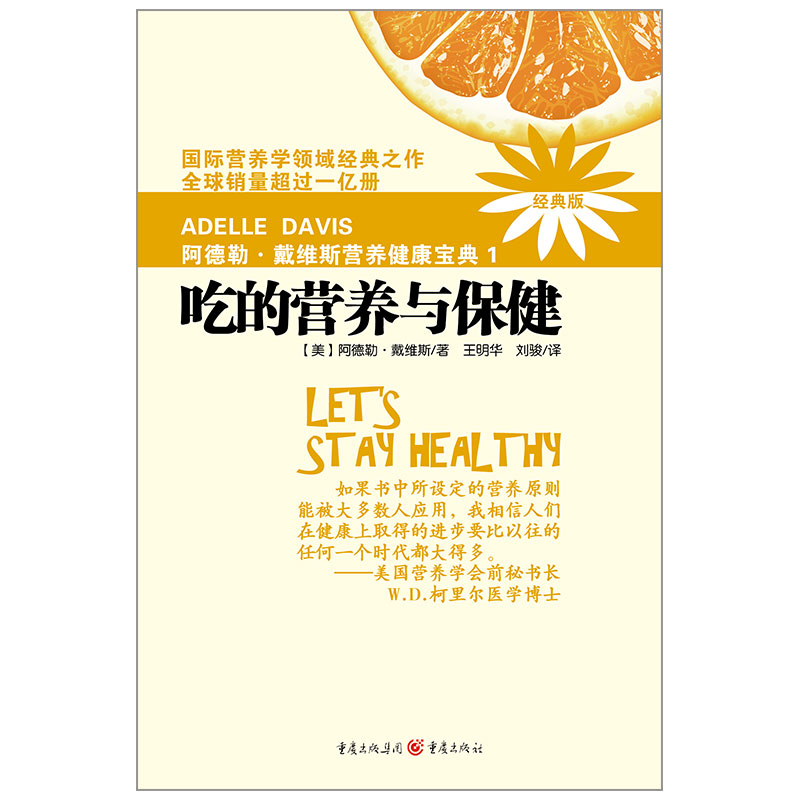 国际营养学领域经典之作
全球销量超过一亿册
经典版
ADELLE DAVIS
阿德勒·戴维斯营养健康宝典1
吃的营养与保健
【美】阿德勒·戴维斯/著 王明华 刘骏/译
LET'S
STAY HEALTHY
如果书中所设定的营养原则
能被大多数人应用，我相信人们
在健康上取得的进步要比以往的
任何一个时代都大得多。
——美国营养学会前秘书长
W.D.柯里尔医学博士
重庆出版集团 重庆出版社